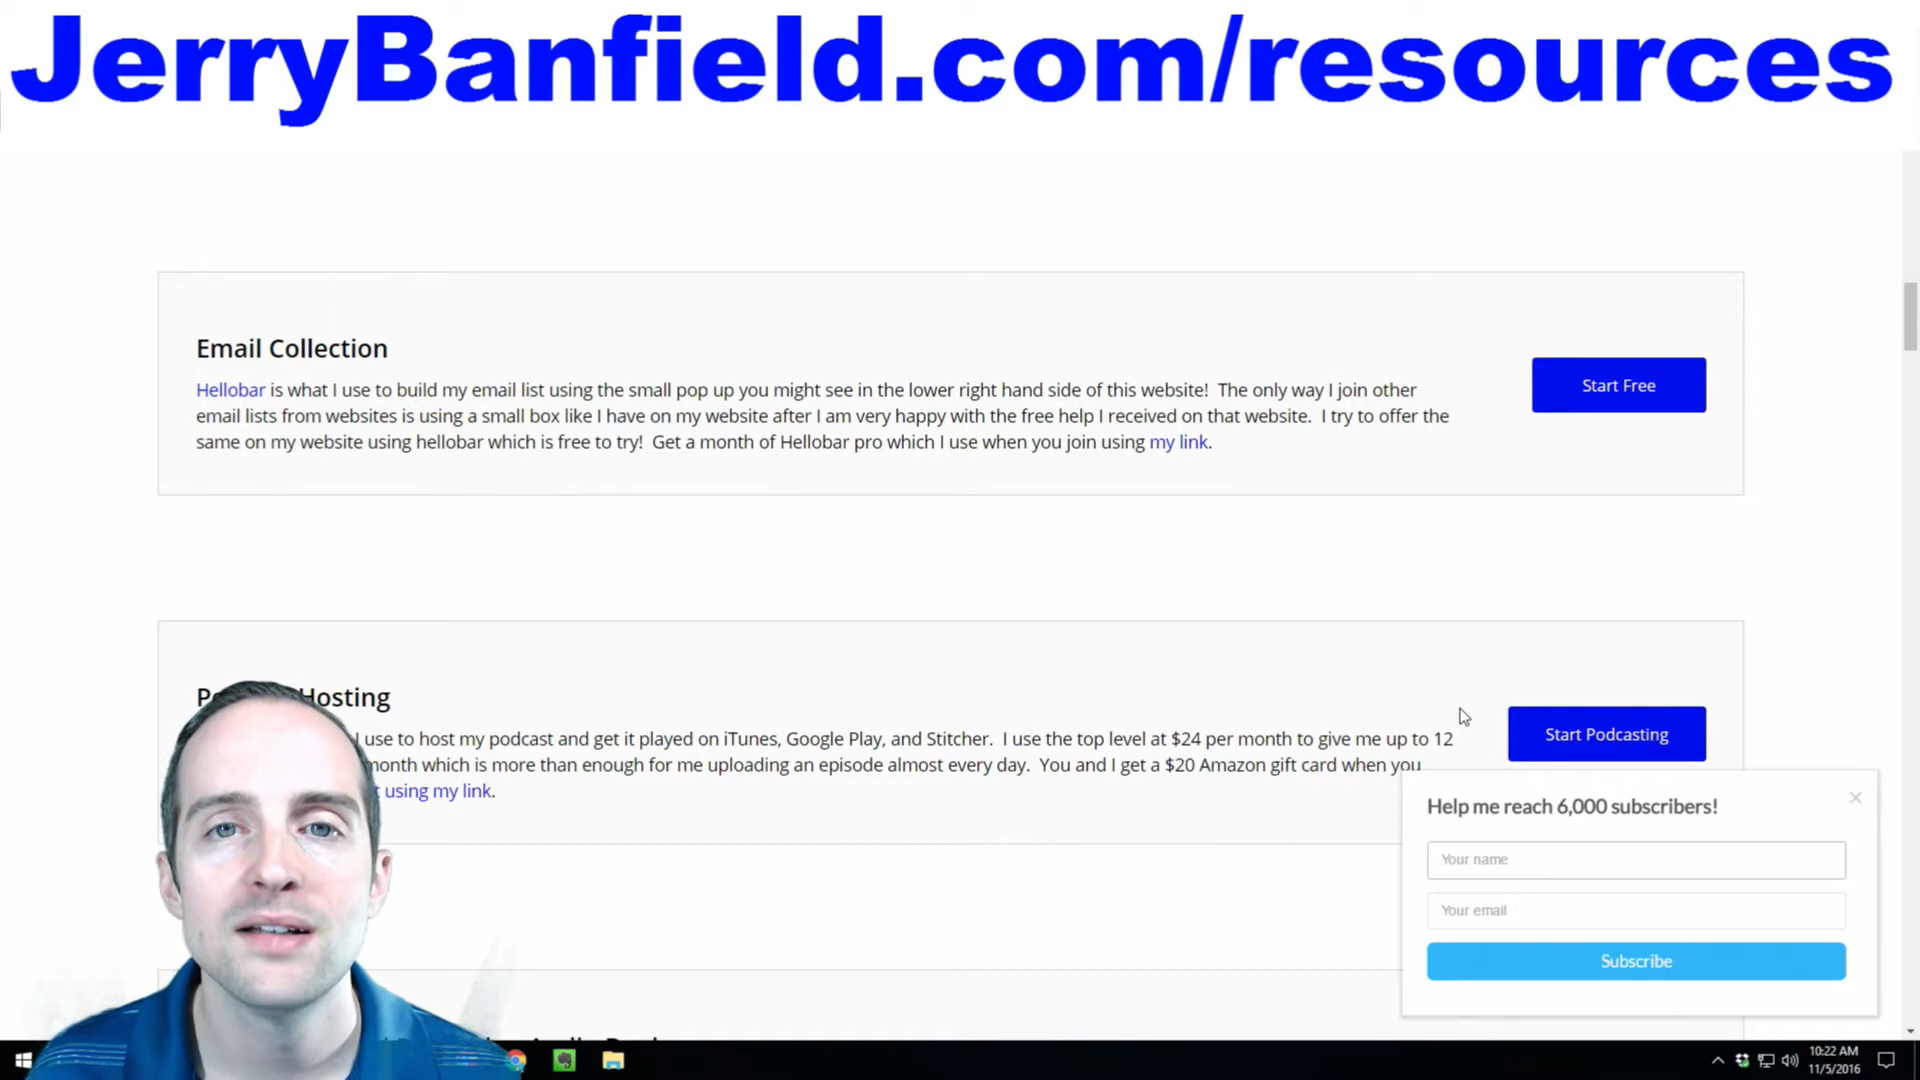 JerryBanfield.com/resources
Email Collection
Hellobar is what I use to build my email list using the small pop up you might see in the lower right hand side of this website!  The only way I join other
email lists from websites is using a small box like I have on my website after I am very happy with the free help I received on that website.  I try to offer the
same on my website using hellobar which is free to try!  Get a month of Hellobar pro which I use when you join using my link.
Start Free
Hosting
I use to host my podcast and get it played on iTunes, Google Play, and Stitcher.  I use the top level at $24 per month to give me up to 12
month which is more than enough for me uploading an episode almost every day.  You and I get a $20 Amazon gift card when you
using my link.
Start Podcasting
Help me reach 6,000 subscribers!
Your name
Your email
Subscribe
10:22 AM
11/5/2016